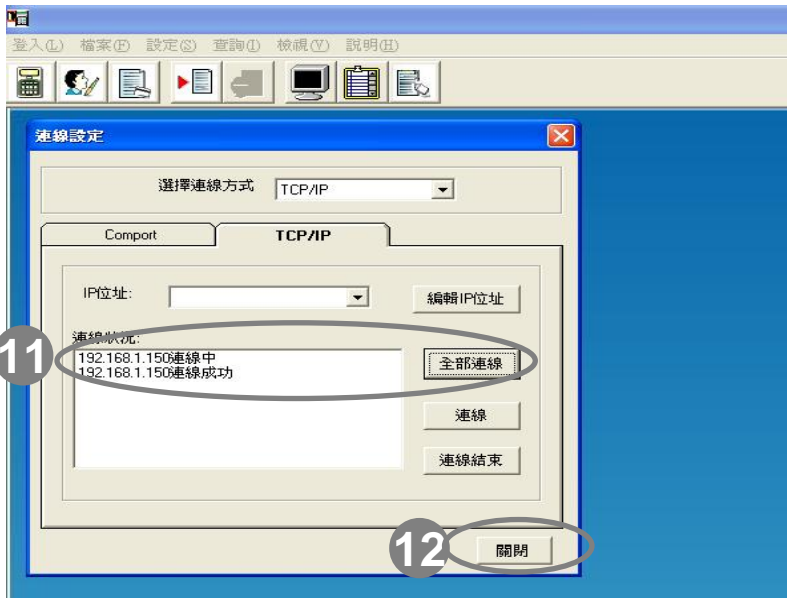 登入(L) 檔案(F) 設定(S) 查詢(I) 檢視(V) 說明(H)
連線設定
選擇連線方式 TCP/IP
Comport TCP/IP
IP位址: 編輯IP位址
連線狀況:
11
192.168.1.150連線中
192.168.1.150連線成功
全部連線
連線
連線結束
12
關閉